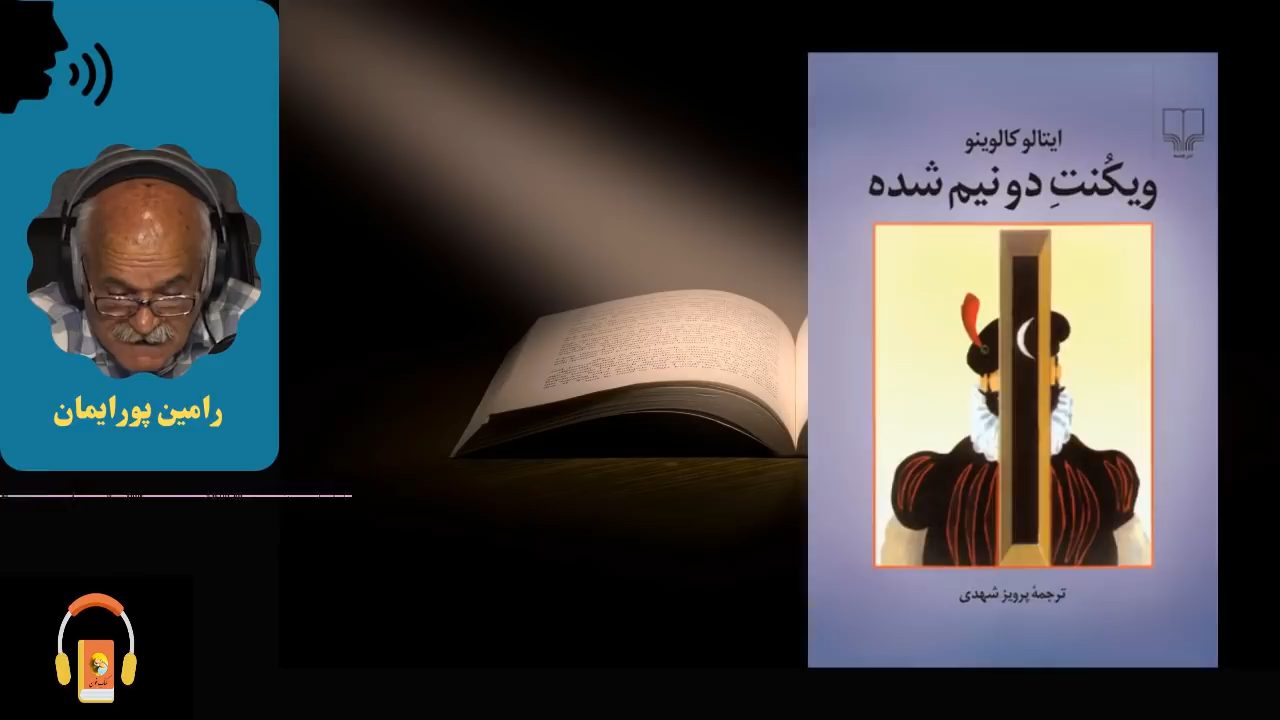 رامین پورایمان
ایتالو کالوینو
ویکُنتِ دو نیم شده
ترجمهٔ پرویز شهدی